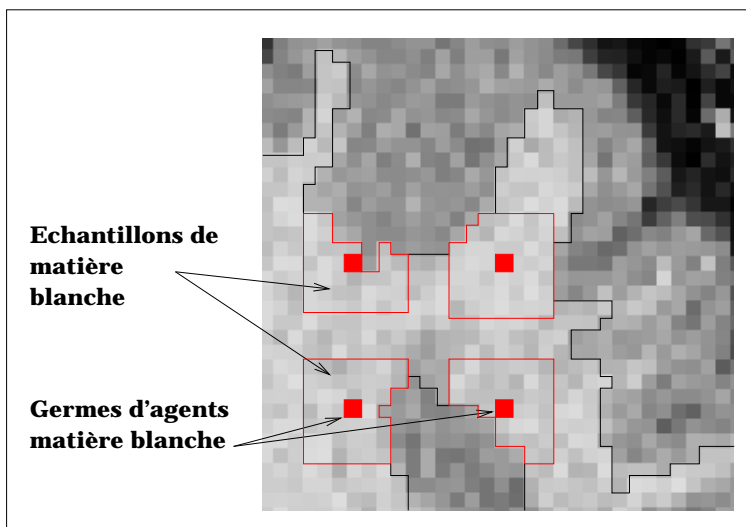 Echantillons de
matière
blanche
Germes d'agents
matière blanche